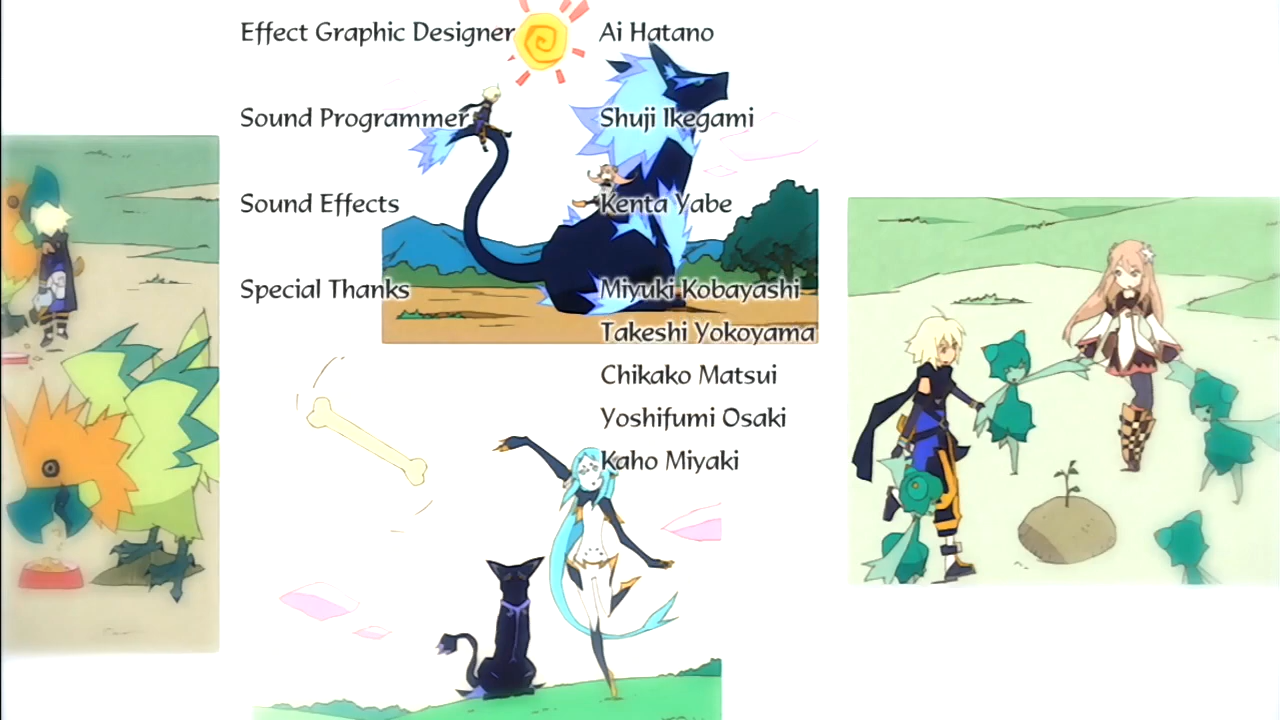 Effect Graphic Designer Ai Hatano
Sound Programmer Shuji Ikegami
Sound Effects Kenta Yabe
Special Thanks Miyuki Kobayashi
Takeshi Yokoyama
Chikako Matsui
Yoshifumi Osaki
Kaho Miyaki